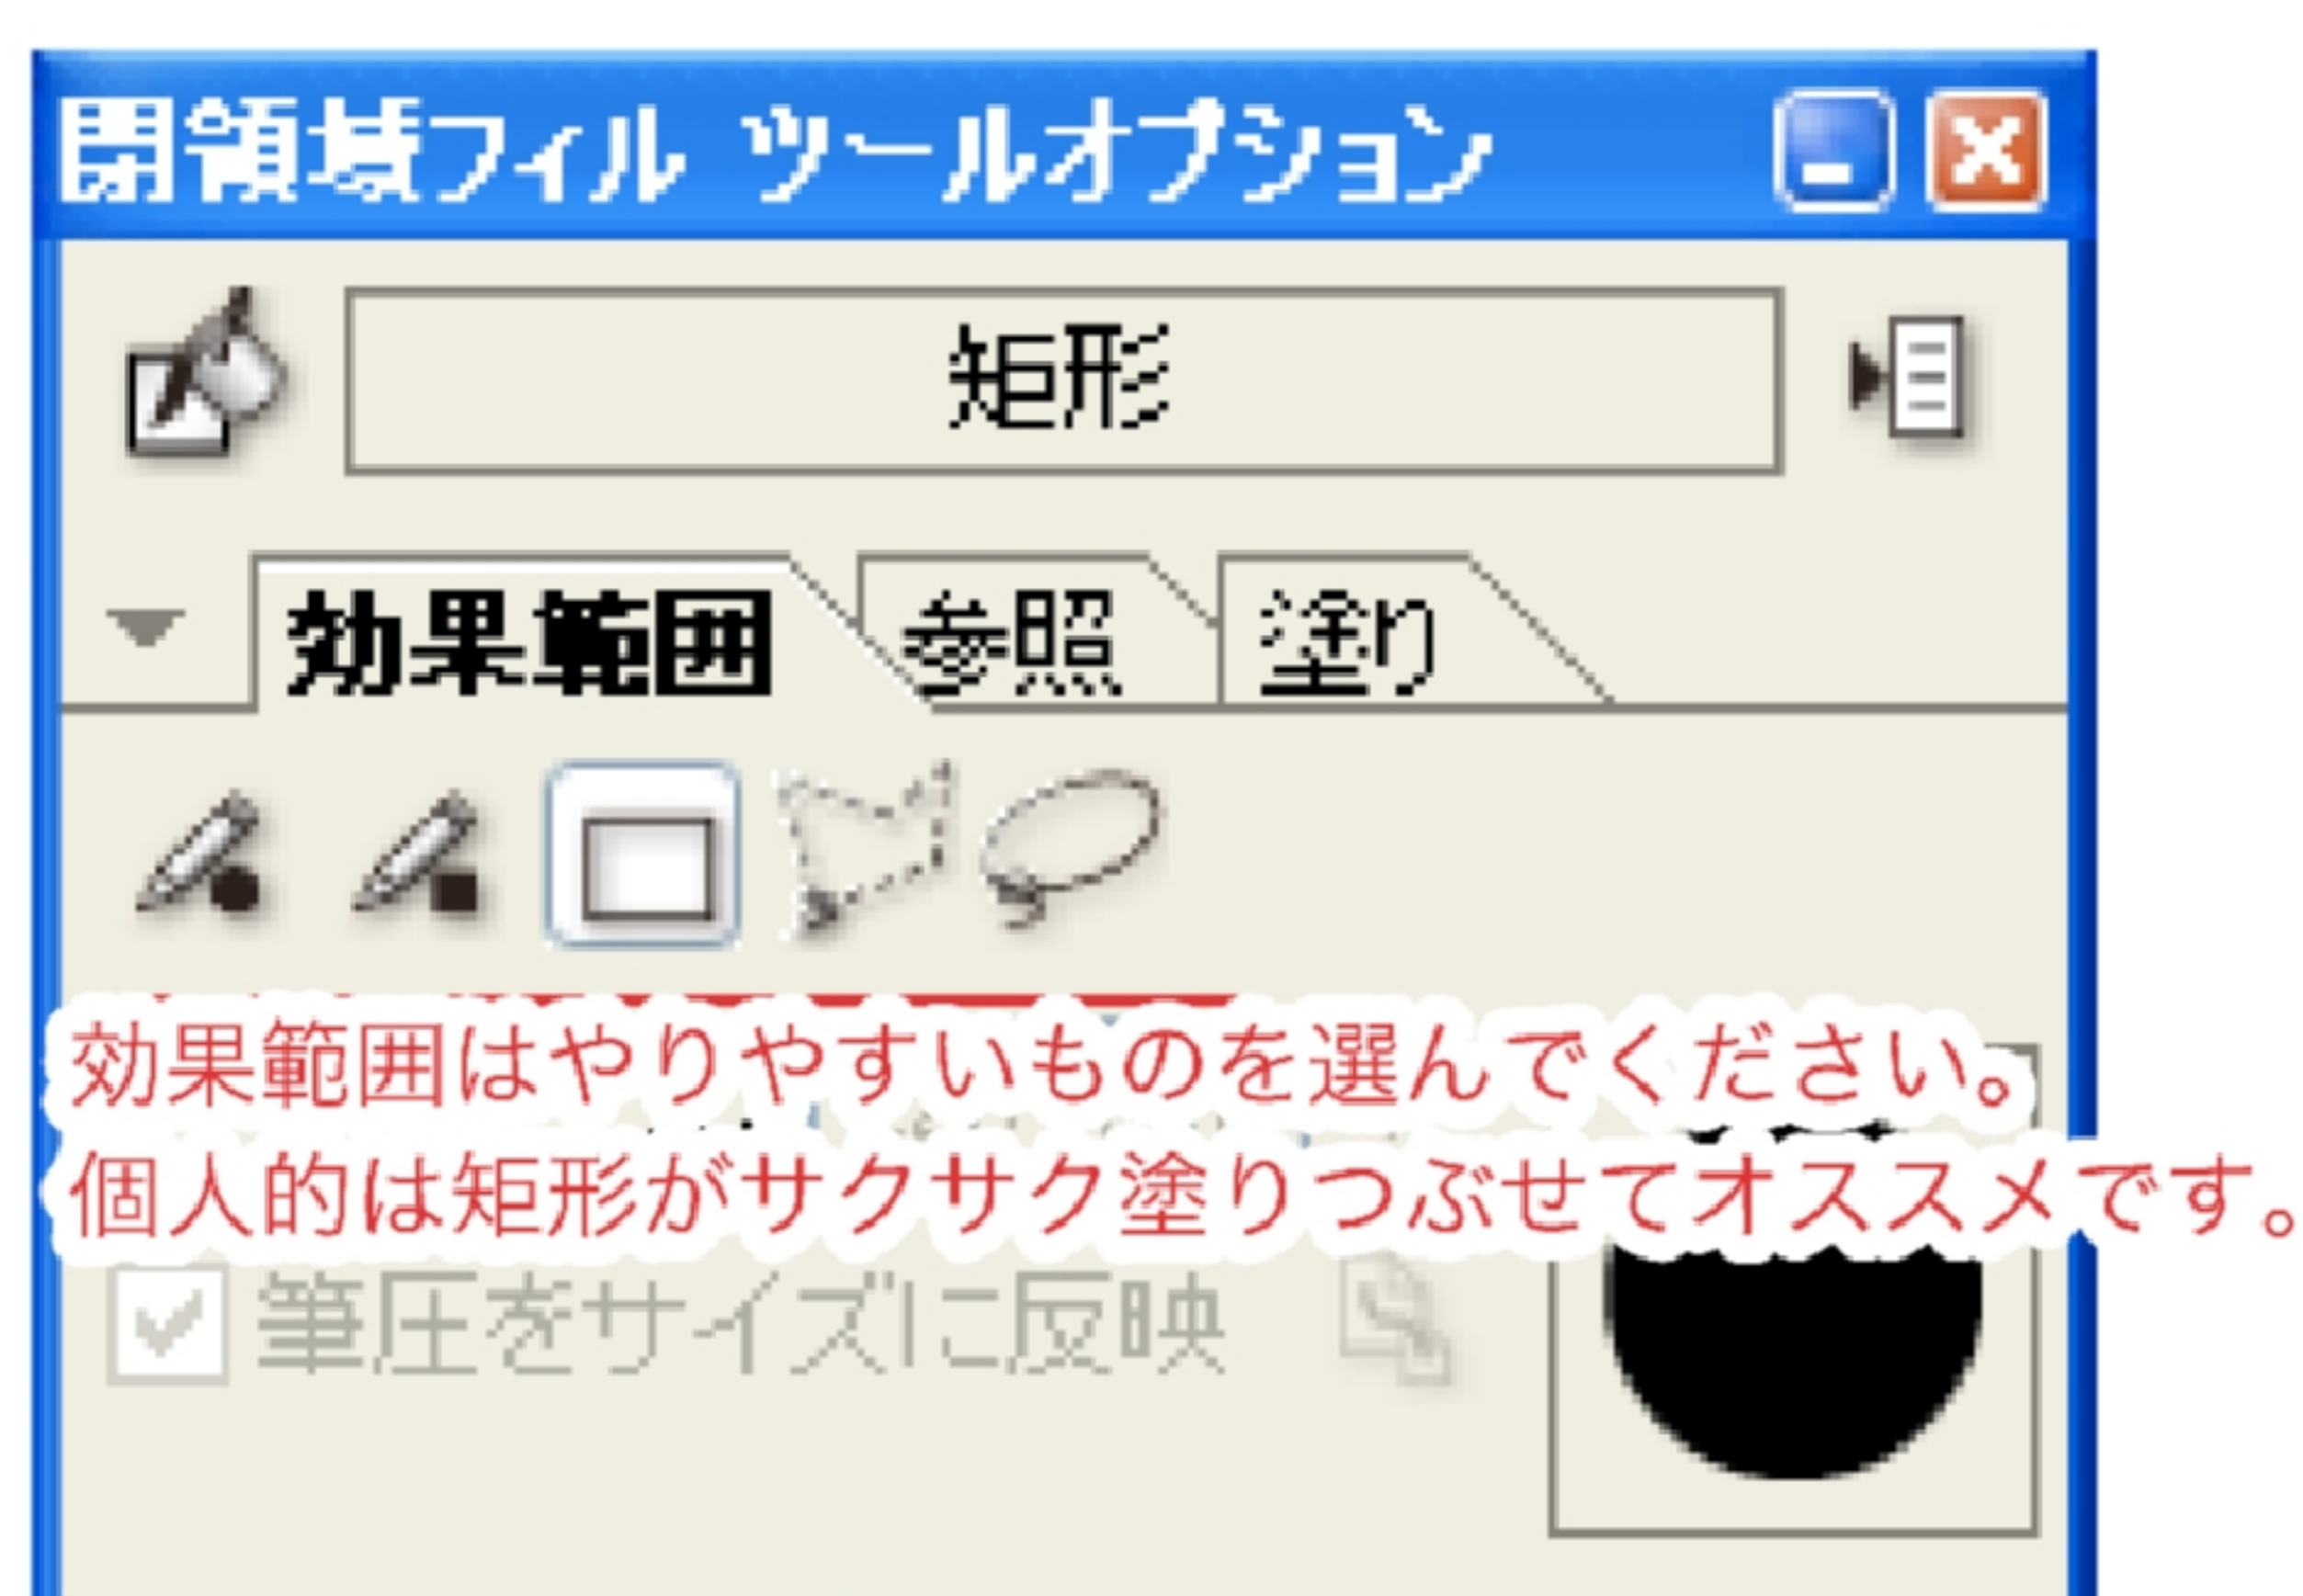 閉領域フィル ツールオプション
矩形
効果範囲 参照 塗り
効果範囲はやりやすいものを選んでください。
個人的は矩形がサクサク塗りつぶせてオススメです。
筆圧をサイズに反映